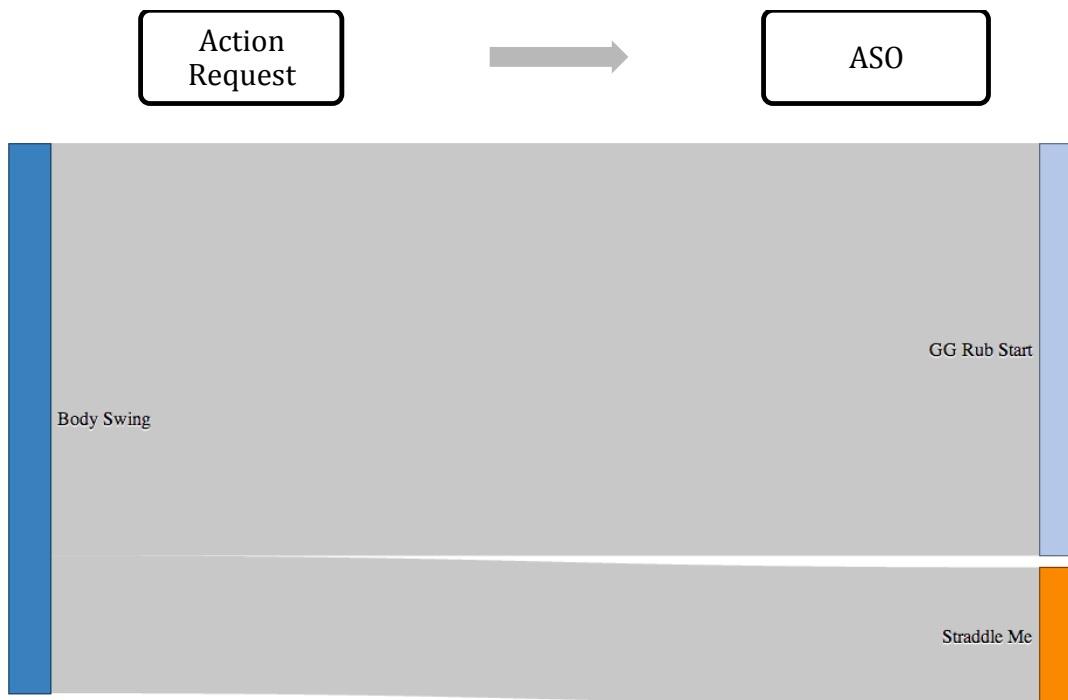 Action
Request
ASO
GG Rub Start
Body Swing
Straddle Me